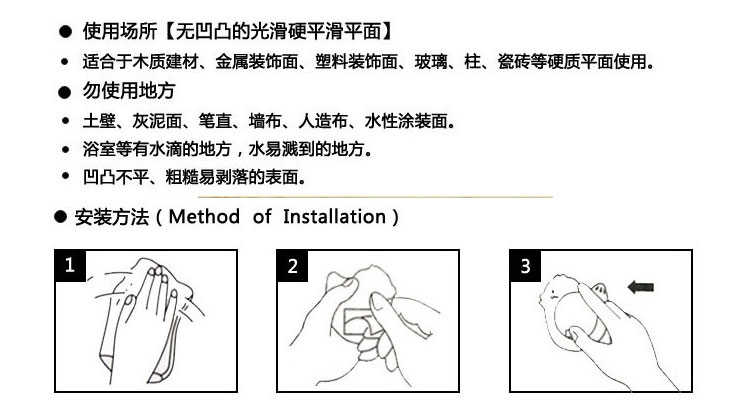 ● 使用场所【无凹凸的光滑硬平滑平面】
• 适合于木质建材、金属装饰面、塑料装饰面、玻璃、柱、瓷砖等硬质平面使用。
● 勿使用地方
• 土壁、灰泥面、笔直、墙布、人造布、水性涂装面。
• 浴室等有水滴的地方，水易溅到的地方。
• 凹凸不平、粗糙易剥落的表面。
● 安装方法（Method of Installation）
1
2
3